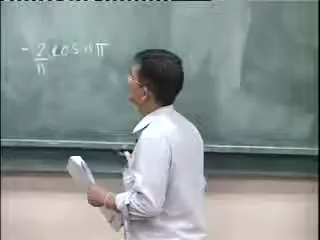 - 2/n cos nπ